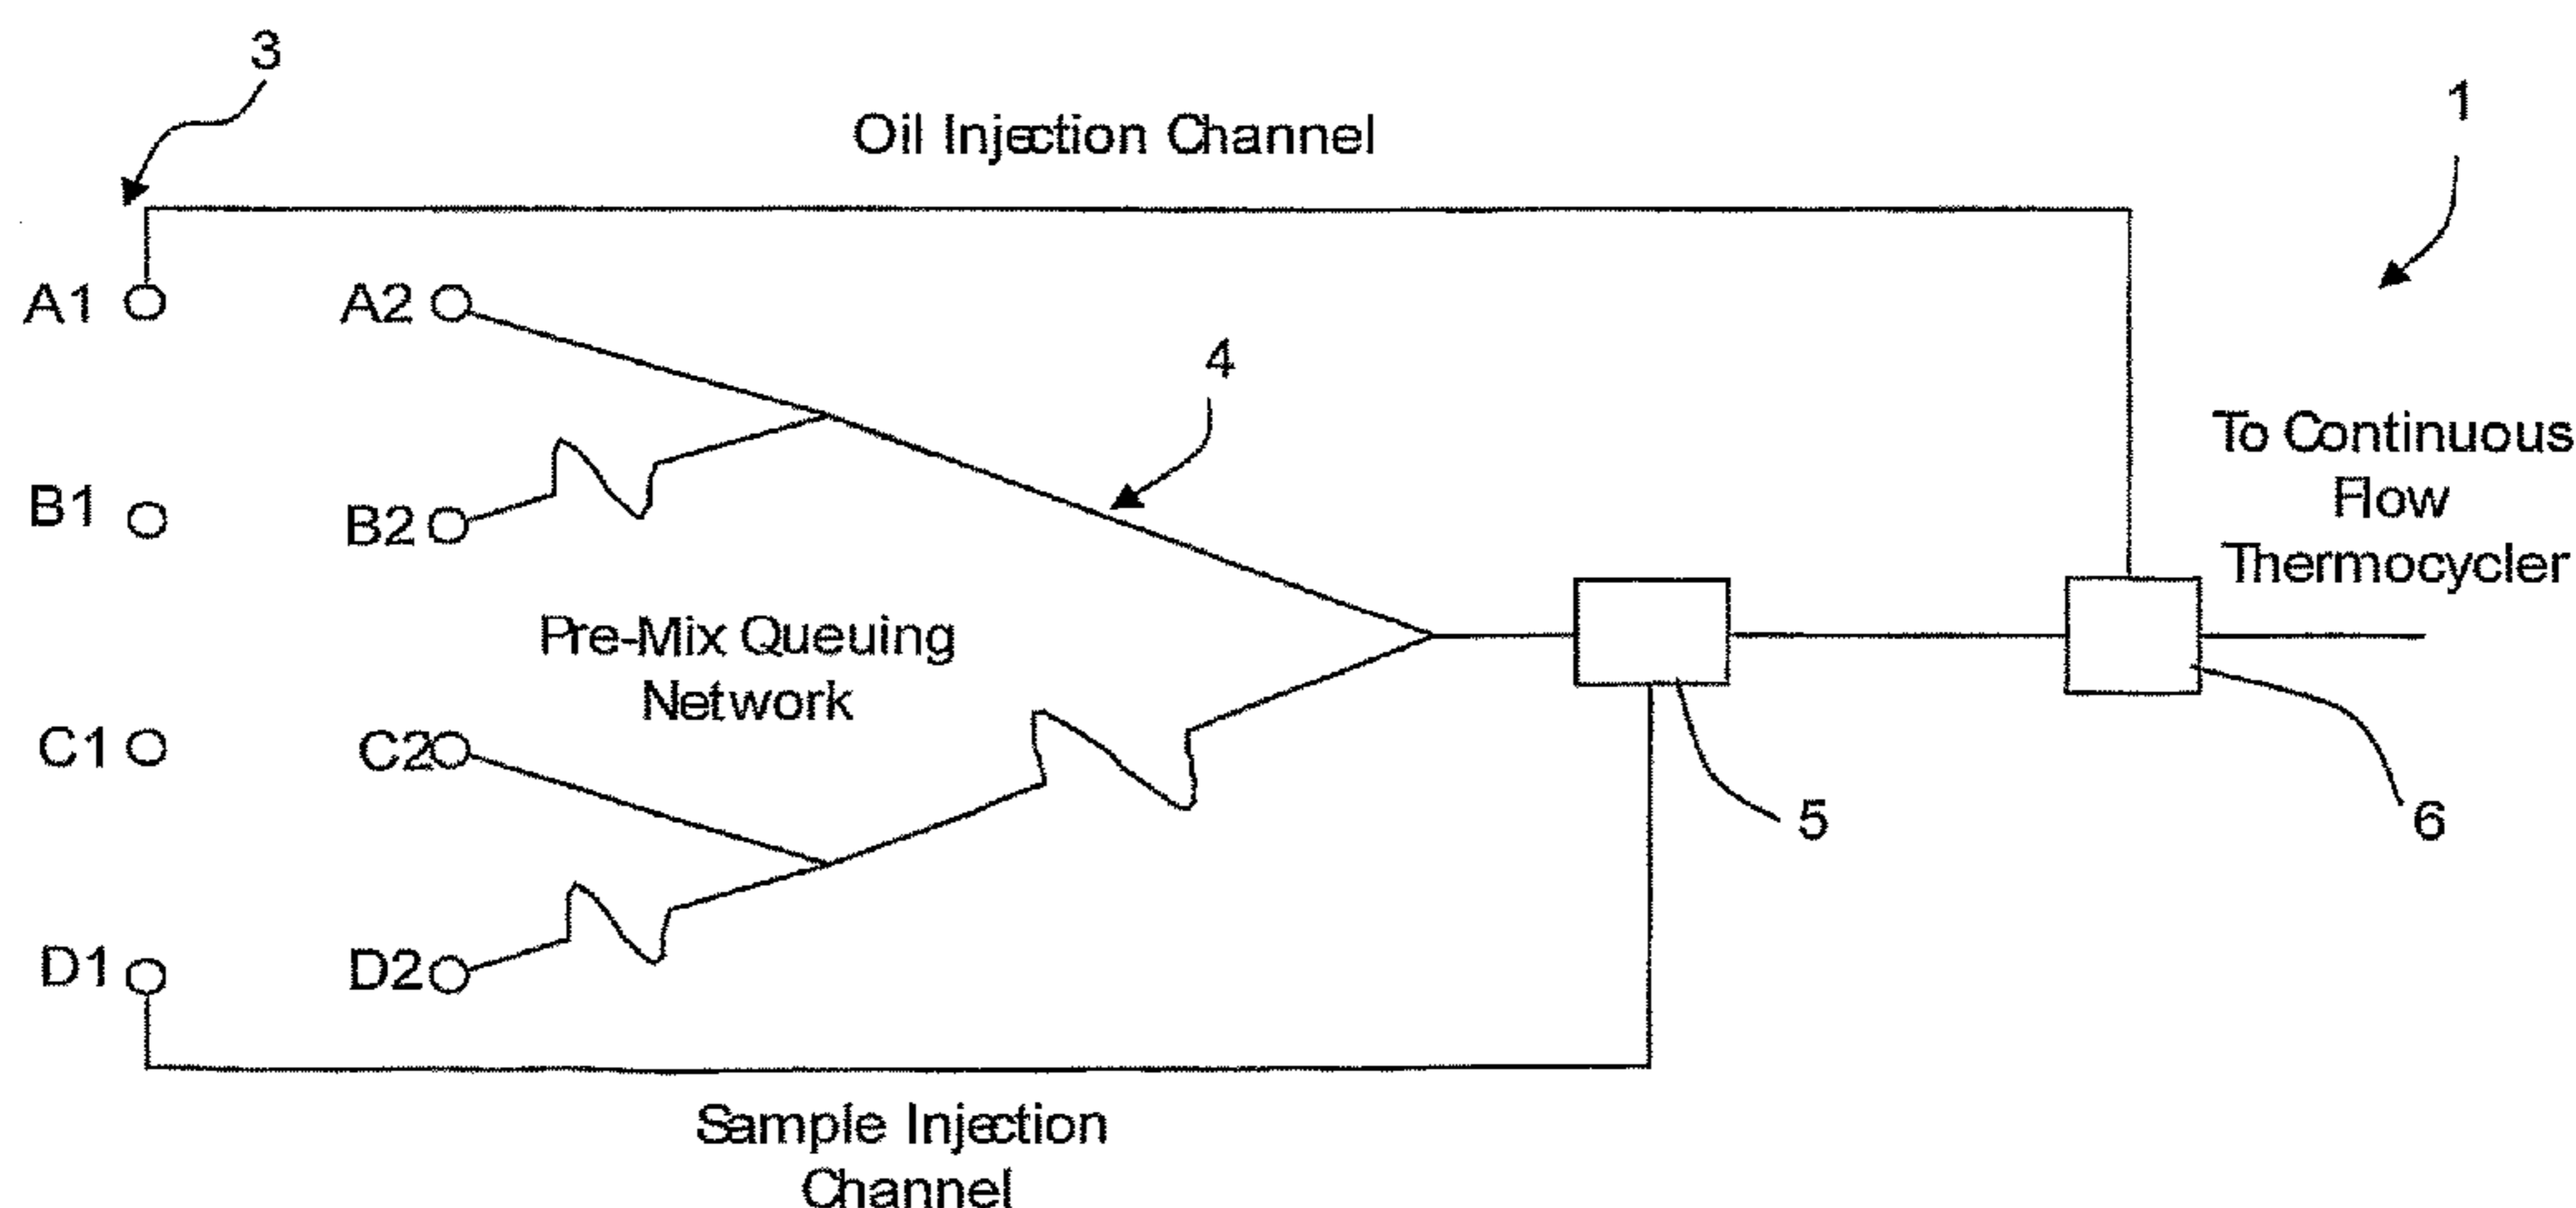 3
1
Oil Injection Channel
A1
A2
4
To Continuous
Flow
Thermocycler
B1
B2
Pre-Mix Queuing
Network
C1
C2
5
6
D1
D2
Sample Injection
Channel